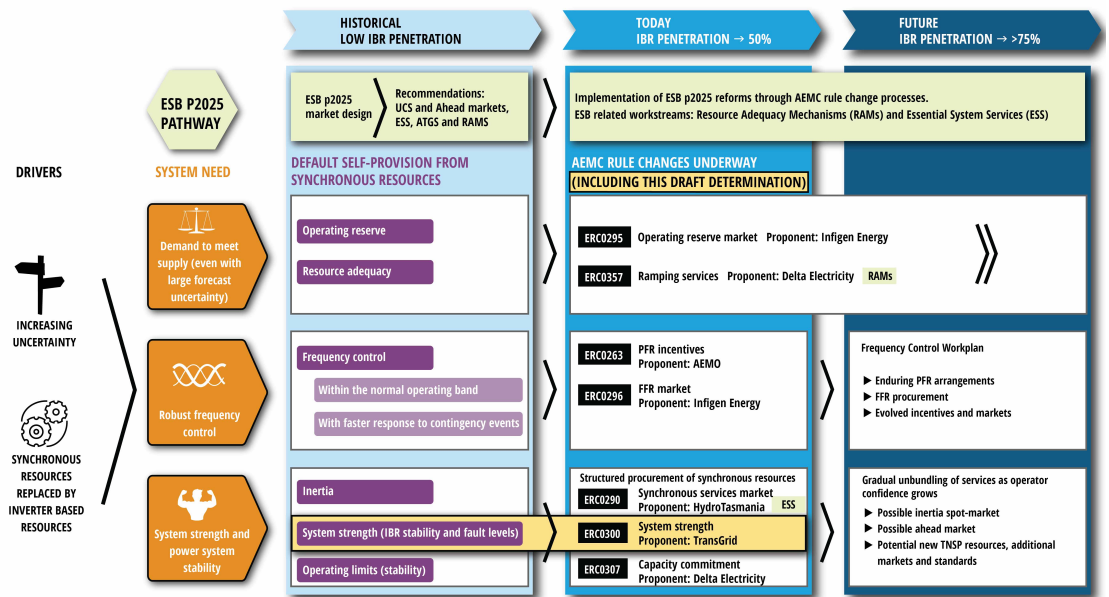 HISTORICAL
LOW IBR PENETRATION
TODAY
IBR PENETRATION → 50%
FUTURE
IBR PENETRATION → >75%
ESB P2025
PATHWAY
ESB p2025
market design
Recommendations:
UCS and Ahead markets,
ESS, ATGS and RAMS
Implementation of ESB p2025 reforms through AEMC rule change processes.
ESB related workstreams: Resource Adequacy Mechanisms (RAMs) and Essential System Services (ESS)
DRIVERS
SYSTEM NEED
DEFAULT SELF-PROVISION FROM
SYNCHRONOUS RESOURCES
AEMC RULE CHANGES UNDERWAY
(INCLUDING THIS DRAFT DETERMINATION)
INCREASING
UNCERTAINTY
SYNCHRONOUS
RESOURCES
REPLACED BY
INVERTER BASED
RESOURCES
Demand to meet
supply (even with
large forecast
uncertainty)
Operating reserve
Resource adequacy
ERC0295
Operating reserve market Proponent: Infigen Energy
ERC0357
Ramping services Proponent: Delta Electricity
RAMs
Robust frequency
control
Frequency control
Within the normal operating band
With faster response to contingency events
ERC0263
PFR incentives
Proponent: AEMO
ERC0296
FFR market
Proponent: Infigen Energy
Frequency Control Workplan
▶ Enduring PFR arrangements
▶ FFR procurement
▶ Evolved incentives and markets
System strength and
power system
stability
Inertia
System strength (IBR stability and fault levels)
Operating limits (stability)
Structured procurement of synchronous resources
ERC0290
Synchronous services market
Proponent: HydroTasmania
ESS
ERC0300
System strength
Proponent: TransGrid
ERC0307
Capacity commitment
Proponent: Delta Electricity
Gradual unbundling of services as operator
confidence grows
▶ Possible inertia spot-market
▶ Possible ahead market
▶ Potential new TNSP resources, additional
markets and standards